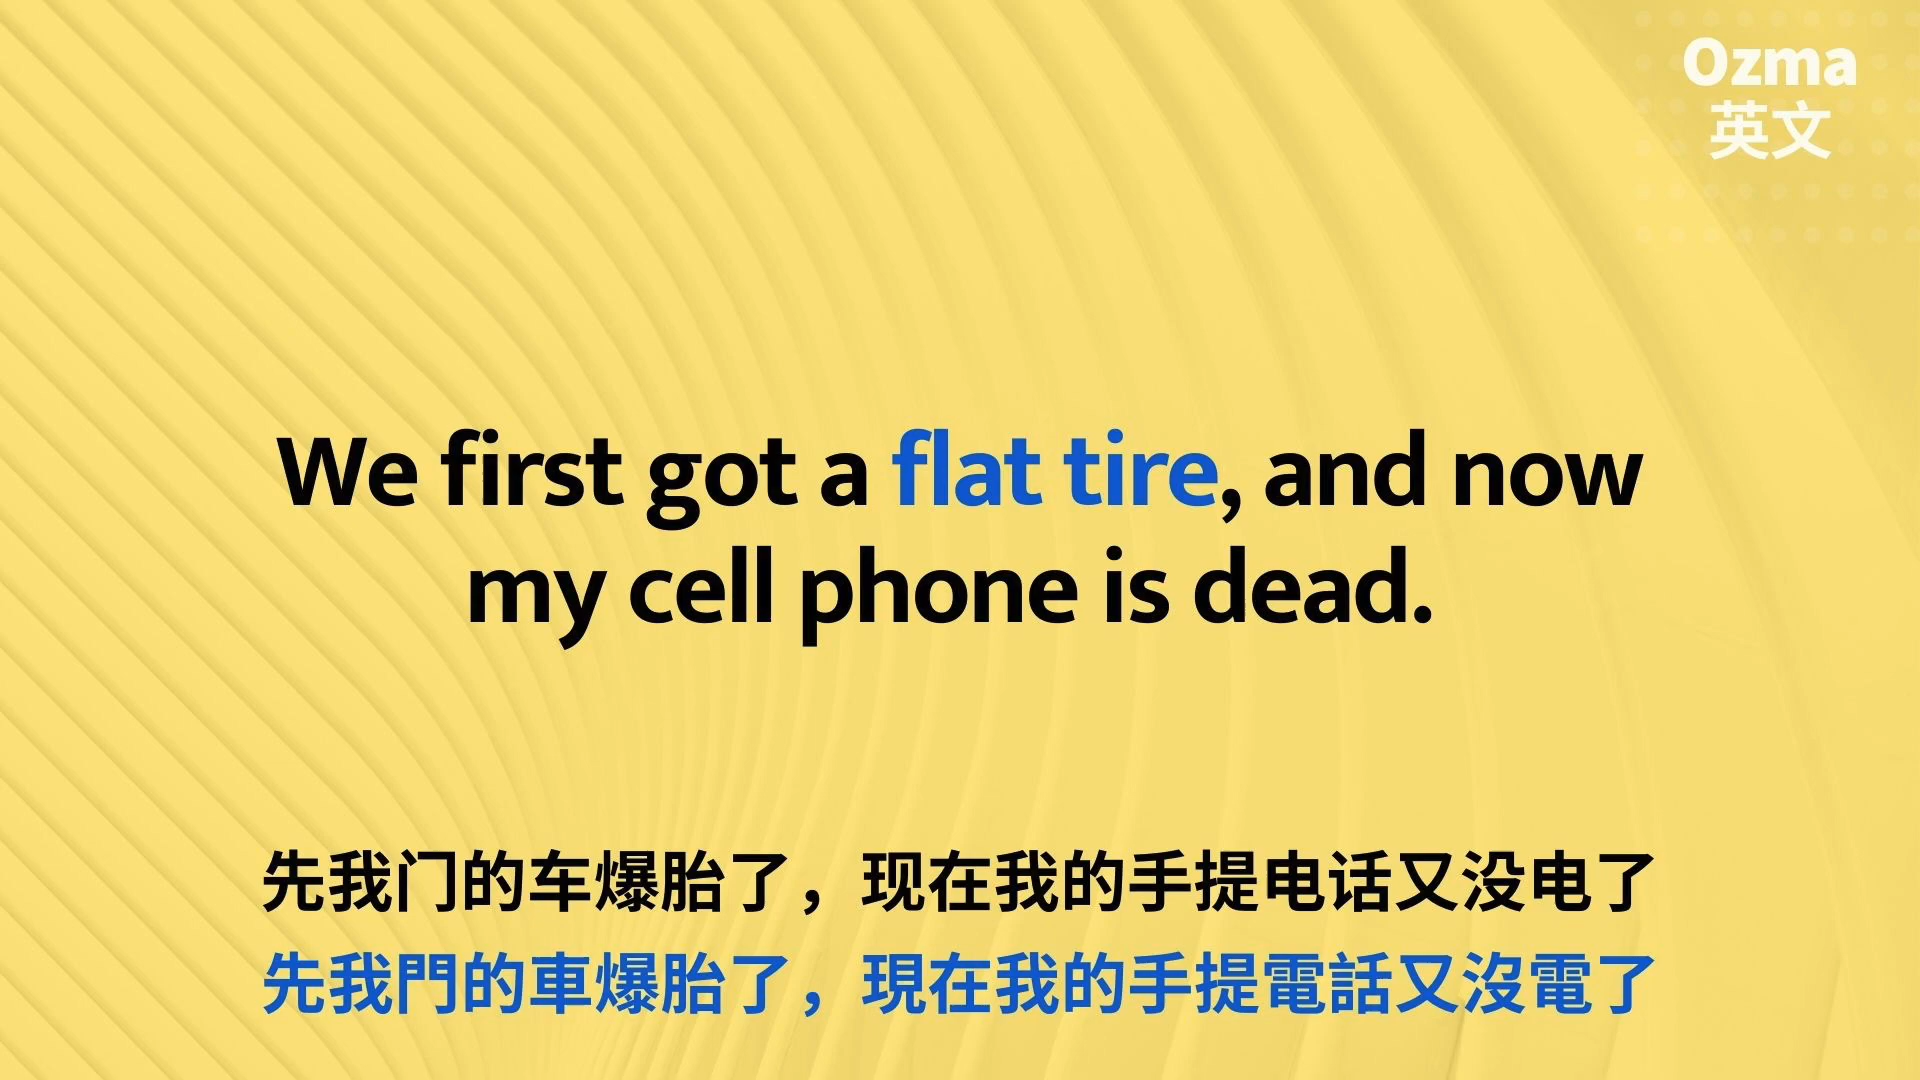 Ozma
英文
We first got a flat tire, and now
my cell phone is dead.
先我门的车爆胎了，现在我的手提电话又没电了
先我門的車爆胎了，現在我的手提電話又沒電了